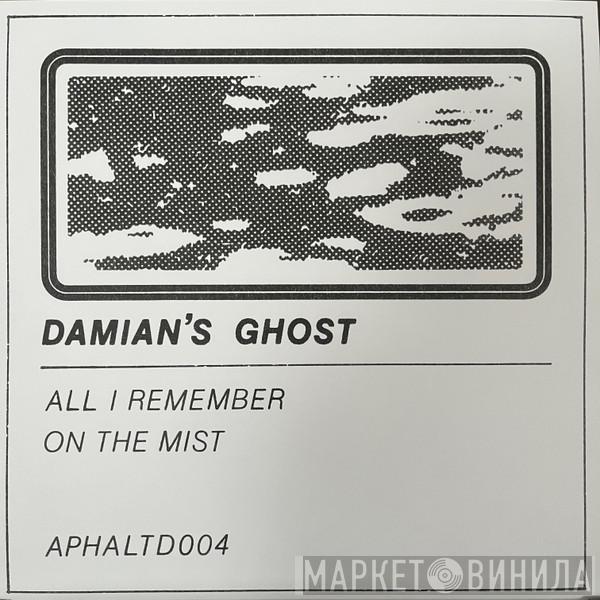 DAMIAN'S GHOST
ALL I REMEMBER
ON THE MIST
APHALTD004
МАРКЕТ ВИНИЛА